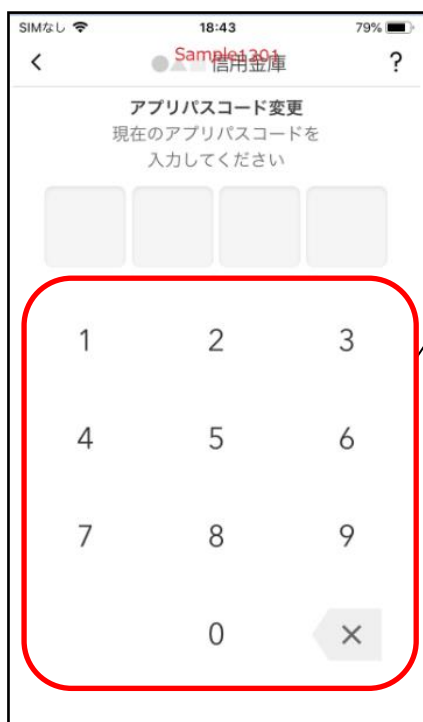 SIMなし 18:43 79%
< Sample1301 ?
●▲■信用金庫
アプリパスコード変更
現在のアプリパスコードを
入力してください
1 2 3
4 5 6
7 8 9
0 ×